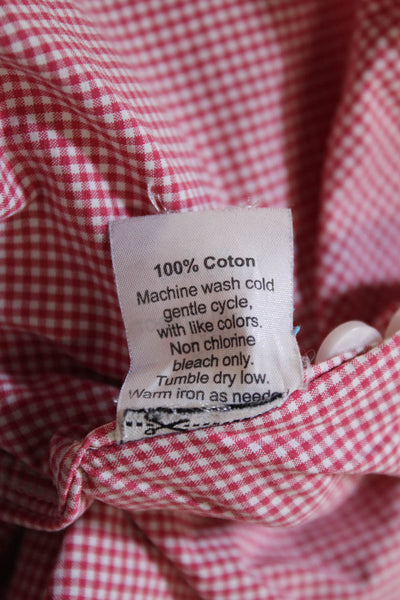 100% Coton
Machine wash cold
gentle cycle,
with like colors.
Non chlorine
bleach only.
Tumble dry low.
Warm iron as neede